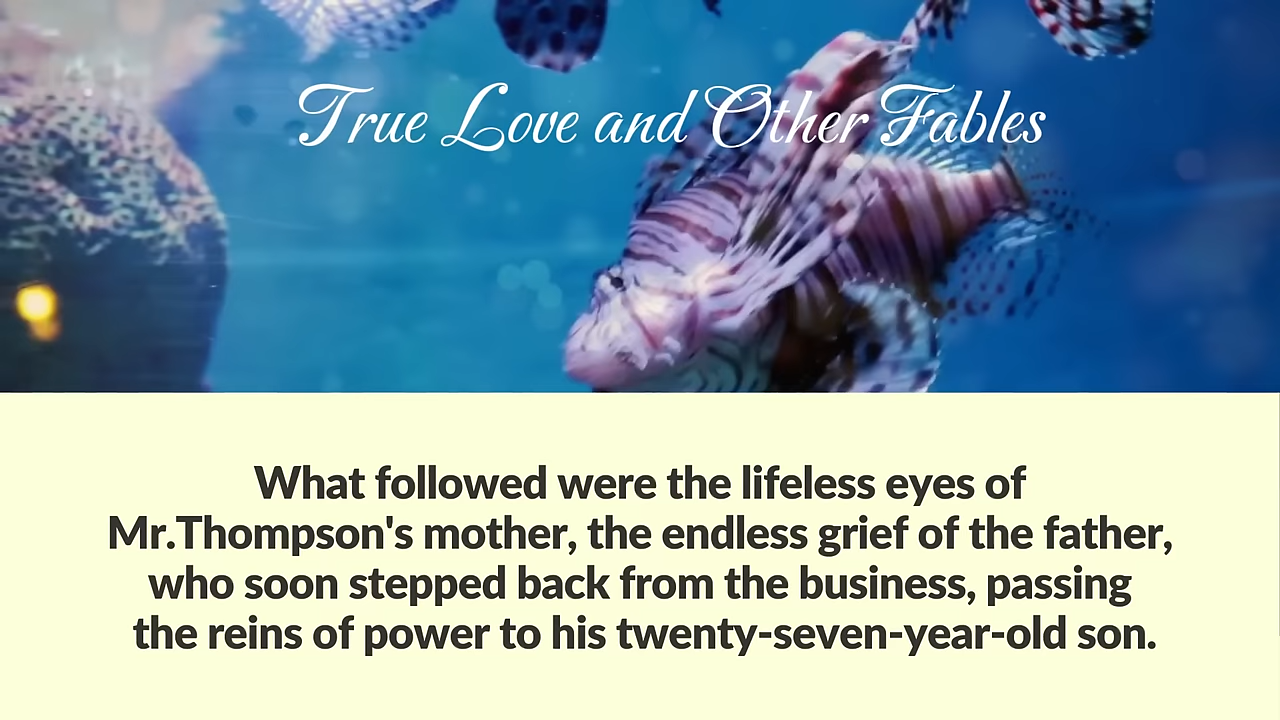 True Love and Other Fables
What followed were the lifeless eyes of
Mr.Thompson's mother, the endless grief of the father,
who soon stepped back from the business, passing
the reins of power to his twenty-seven-year-old son.